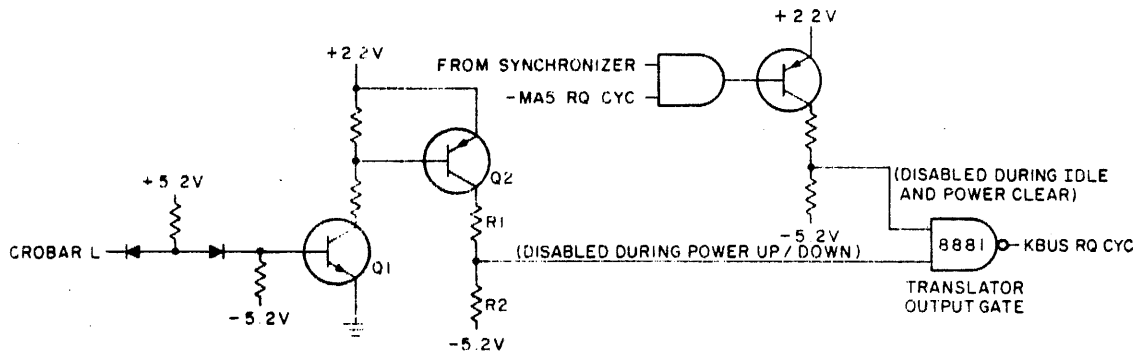 +2.2V
FROM SYNCHRONIZER
-MA5 RQ CYC
+2.2V
(DISABLED DURING IDLE
AND POWER CLEAR)
-5.2V
+5.2V
CROBAR L
-5.2V
Q1
Q2
R1
(DISABLED DURING POWER UP/DOWN)
R2
-5.2V
8881
KBUS RQ CYC
TRANSLATOR
OUTPUT GATE